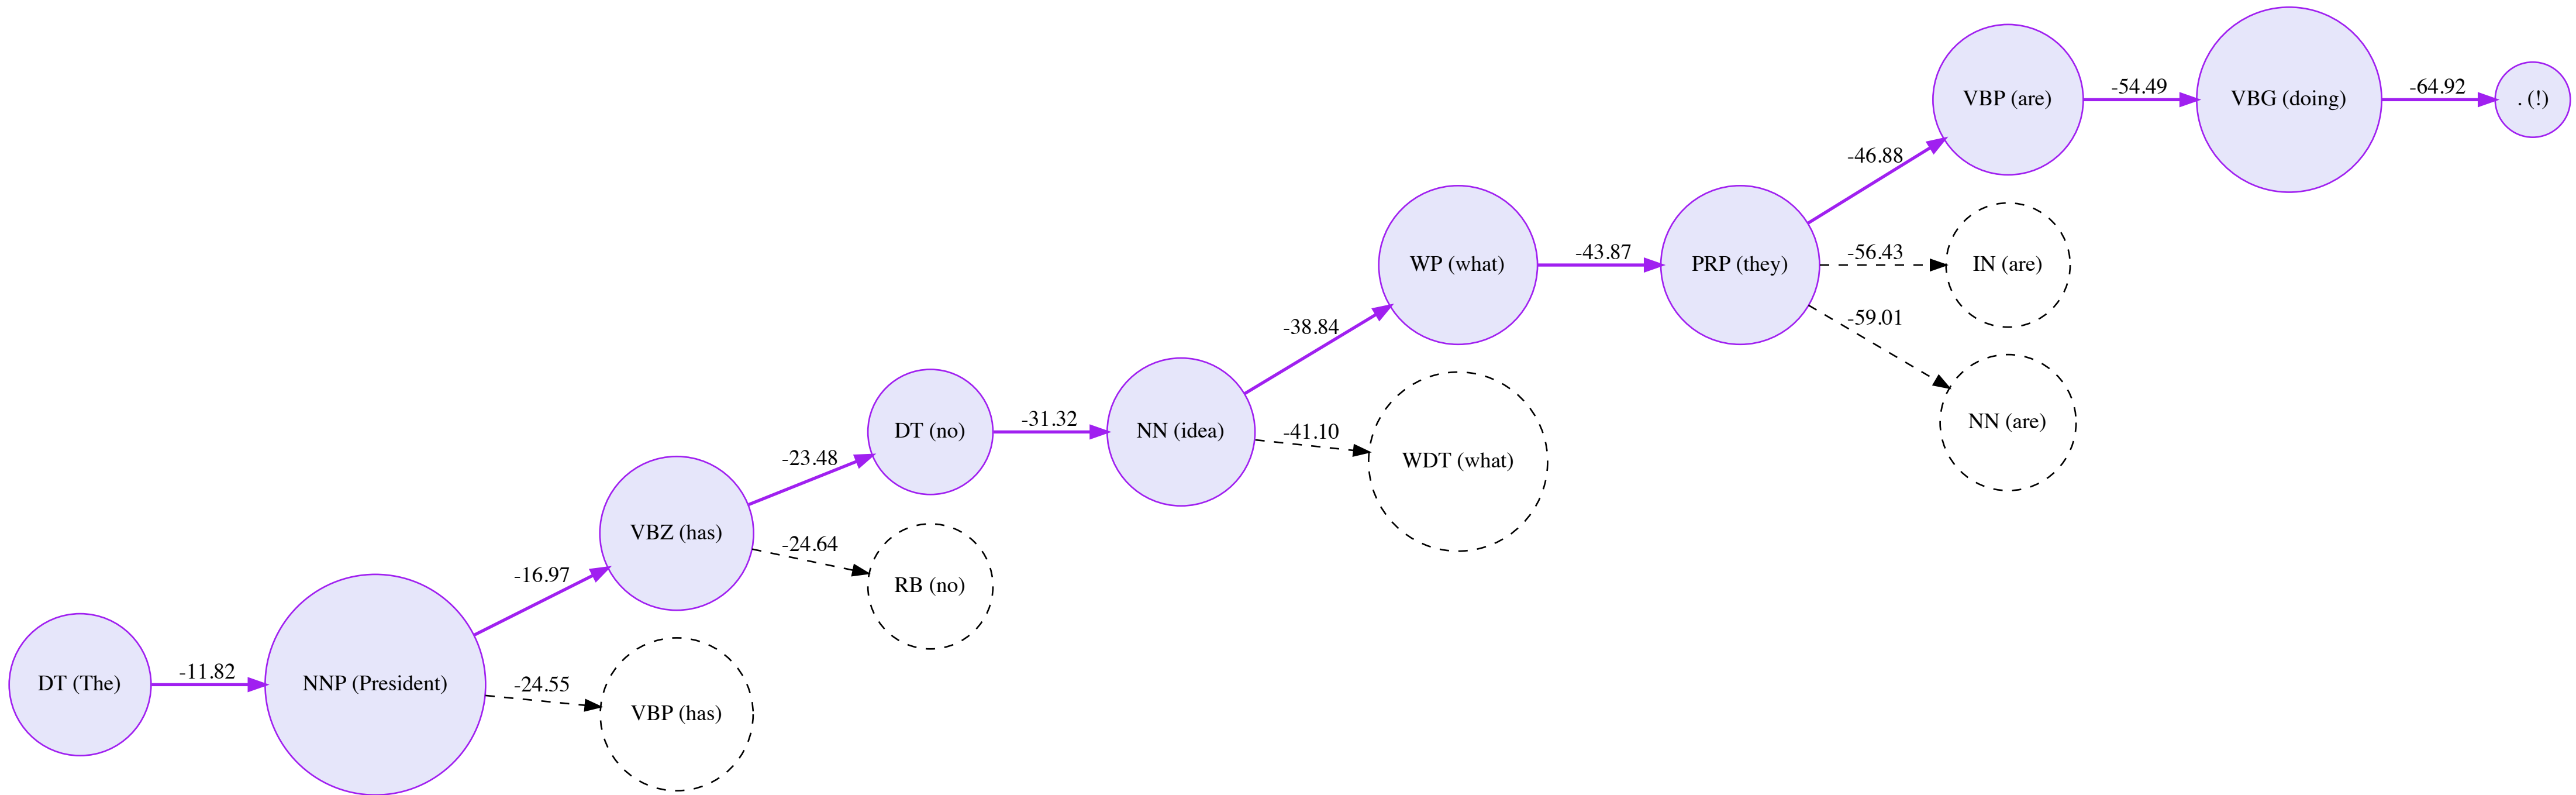 DT (The)
-11.82
NNP (President)
-16.97
-24.55
VBZ (has)
VBP (has)
-23.48
-24.64
DT (no)
RB (no)
-31.32
NN (idea)
-38.84
-41.10
WP (what)
WDT (what)
-43.87
PRP (they)
-46.88
-56.43
-59.01
VBP (are)
IN (are)
NN (are)
-54.49
VBG (doing)
-64.92
. (!)